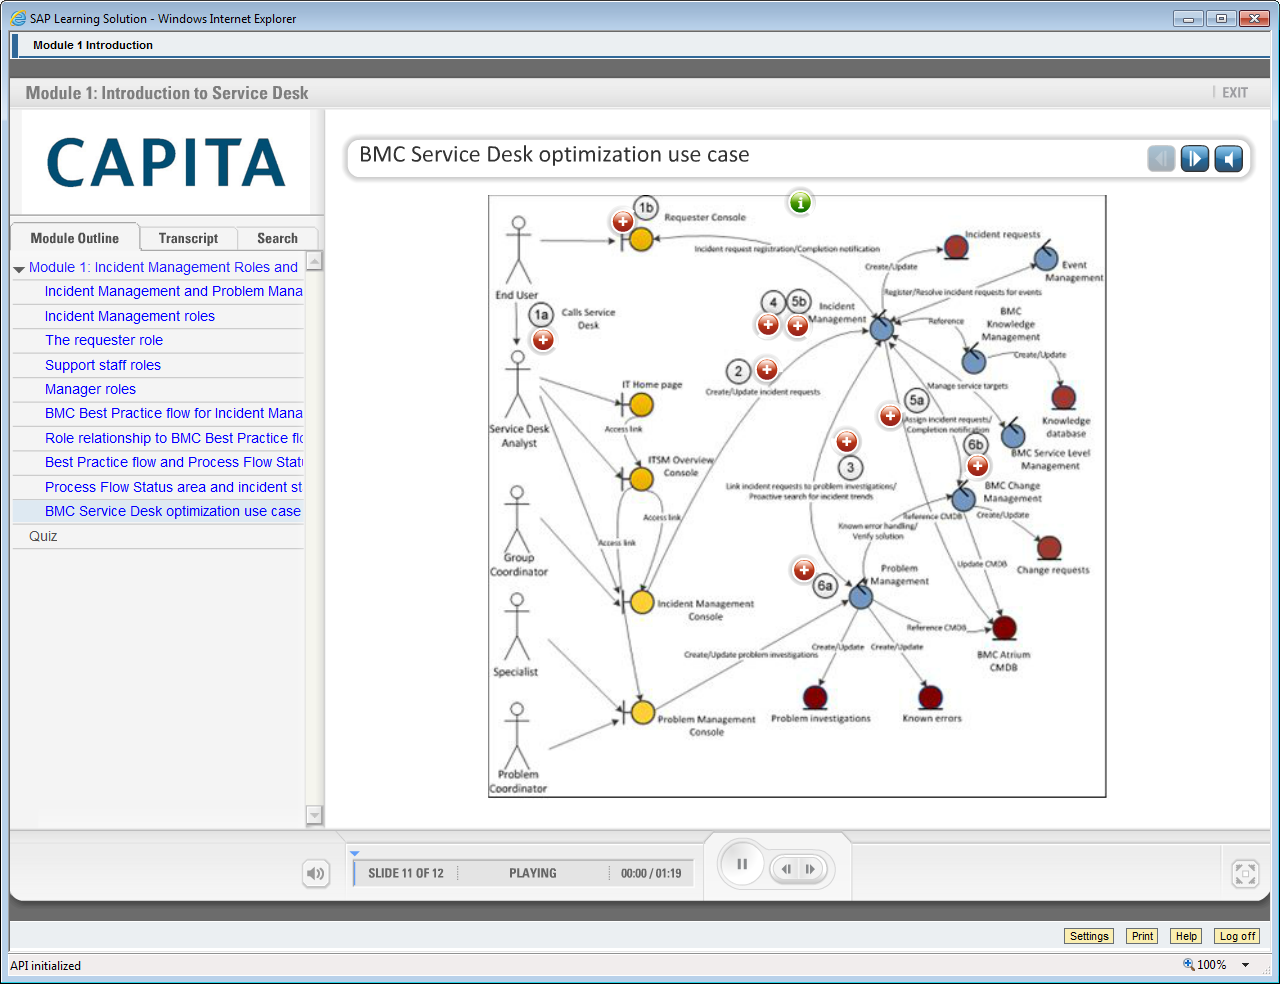 SAP Learning Solution - Windows Internet Explorer
Module 1 Introduction
Module 1: Introduction to Service Desk
EXIT
CAPITA
Module Outline
Transcript
Search
Module 1: Incident Management Roles and
Incident Management and Problem Mana
Incident Management roles
The requester role
Support staff roles
Manager roles
BMC Best Practice flow for Incident Mana
Role relationship to BMC Best Practice flo
Best Practice flow and Process Flow Statu
Process Flow Status area and incident st
BMC Service Desk optimization use case
Quiz
BMC Service Desk optimization use case
1b
Requester Console
Incident request registration/Completion notification
Incident requests
Create/Update
Event
Management
Register/Resolve incident requests for events
End User
1a
Calls Service
Desk
4
5b
Incident
Management
Reference
BMC
Knowledge
Management
Create/Update
2
Create/Update incident requests
Manage service targets
IT Home page
Access link
Service Desk
Analyst
5a
Assign incident requests/
Completion notification
Knowledge
database
6b
BMC Service Level
Management
ITSM Overview
Console
3
Link incident requests to problem investigations/
Proactive search for incident trends
BMC Change
Management
Access link
Access link
Reference CMDB
Create/Update
Known error handling/
Verify solution
Group
Coordinator
6a
Problem
Management
Update CMDB
Change requests
Incident Management
Console
Reference CMDB
Create/Update
Create/Update
Create/Update problem investigations
BMC Atrium
CMDB
Specialist
Problem Management
Console
Problem investigations
Known errors
Problem
Coordinator
SLIDE 11 OF 12
PLAYING
00:00 / 01:19
Settings
Print
Help
Log off
API initialized
100%